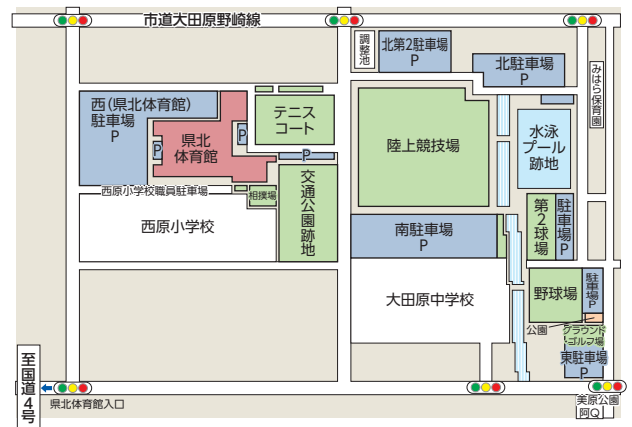 市道大田原野崎線
調整池
北第2駐車場
P
北駐車場
P
みはら保育園
西(県北体育館)
駐車場
P
テニス
コート
P
P
県北
体育館
P
陸上競技場
水泳
プール
跡地
西原小学校職員駐車場
相撲場
交通公園跡地
西原小学校
南駐車場
P
第2球場
駐車場
P
大田原中学校
野球場
駐車場
P
公園
グラウンド
ゴルフ場
東駐車場
P
至国道4号
県北体育館入口
美原公園
阿Q